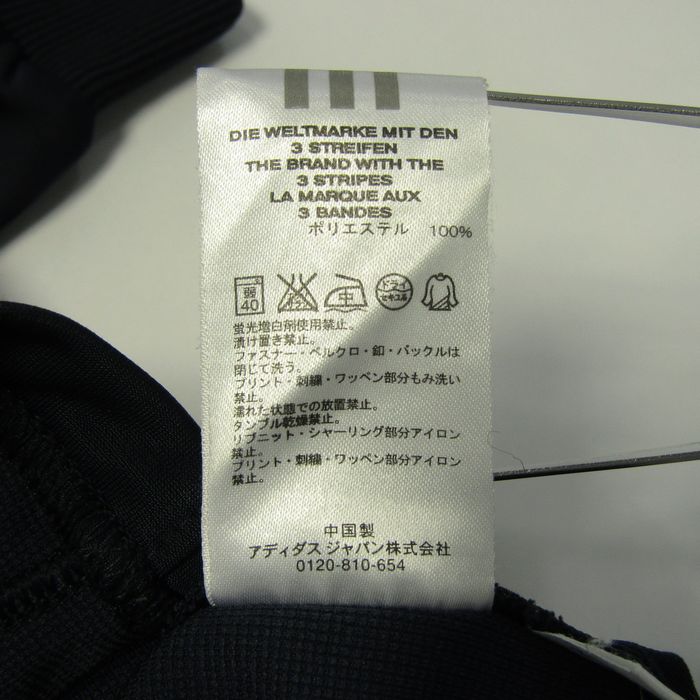 DIE WELTMARKE MIT DEN
3 STREIFEN
THE BRAND WITH THE
3 STRIPES
LA MARQUE AUX
3 BANDES
ポリエステル 100%
弱 40 中 ドライ セキユ系
蛍光増白剤使用禁止。
漬け置き禁止。
ファスナー・ベルクロ・釦・バックルは
閉じて洗う。
プリント・刺繍・ワッペン部分もみ洗い
禁止。
濡れた状態での放置禁止。
タンブル乾燥禁止。
リブニット・シャーリング部分アイロン
禁止。
プリント・刺繍・ワッペン部分アイロン
禁止。
中国製
アディダス ジャパン株式会社
0120-810-654